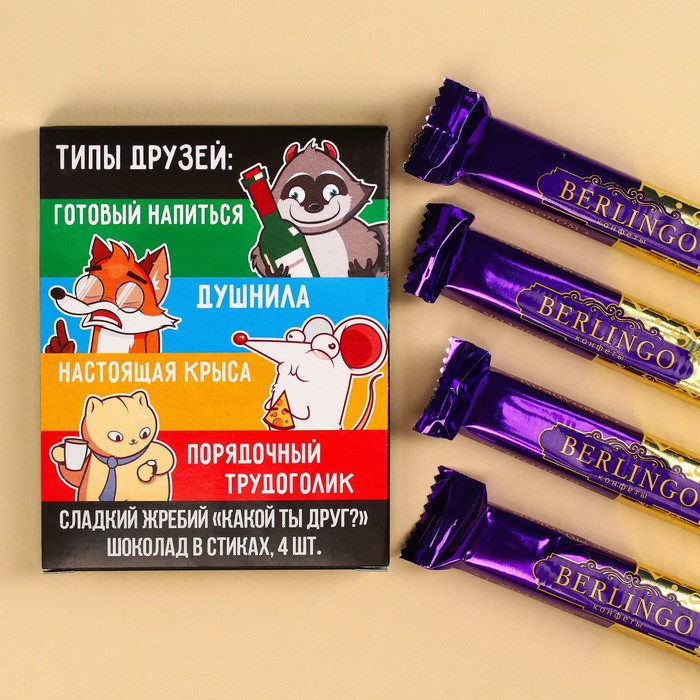 ТИПЫ ДРУЗЕЙ:
ГОТОВЫЙ НАПИТЬСЯ
ДУШНИЛА
НАСТОЯЩАЯ КРЫСА
ПОРЯДОЧНЫЙ
ТРУДОГОЛИК
СЛАДКИЙ ЖРЕБИЙ «КАКОЙ ТЫ ДРУГ?»
ШОКОЛАД В СТИКАХ, 4 ШТ.
BERLINGO
конфеты
BERLINGO
конфеты
BERLINGO
конфеты
BERLINGO
конфеты